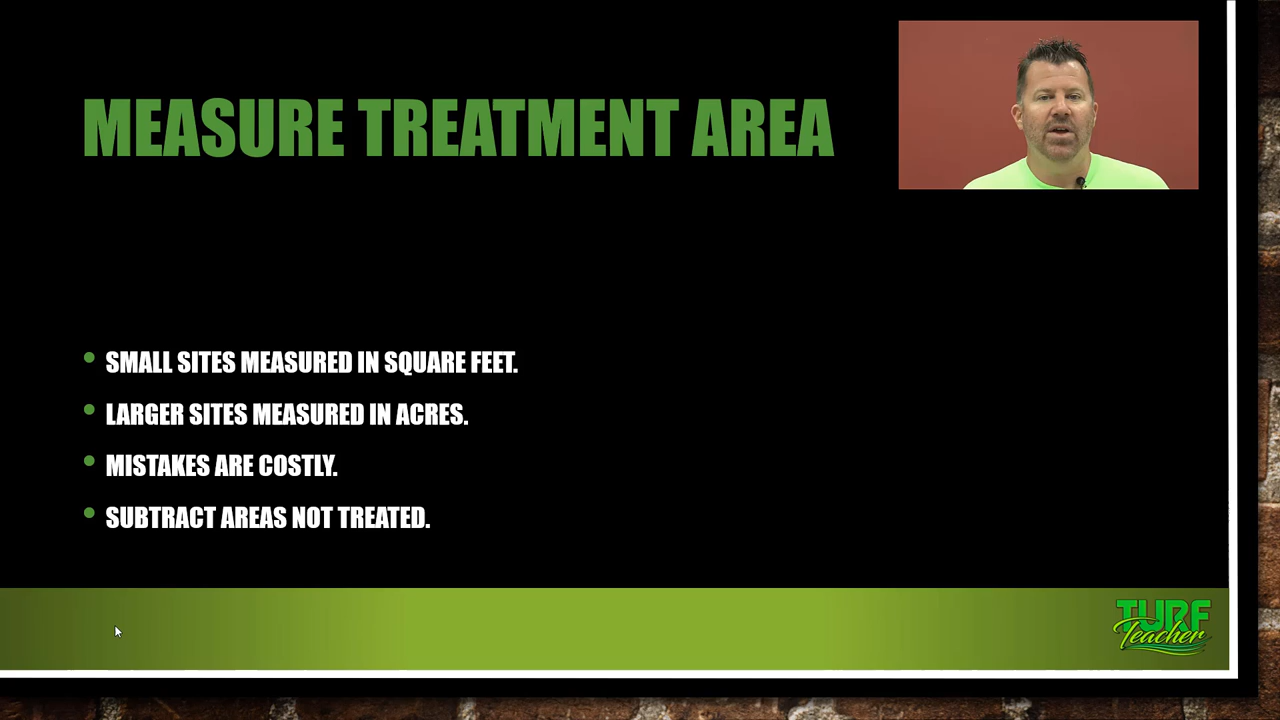 MEASURE TREATMENT AREA
SMALL SITES MEASURED IN SQUARE FEET.
LARGER SITES MEASURED IN ACRES.
MISTAKES ARE COSTLY.
SUBTRACT AREAS NOT TREATED.
TURF
Teacher